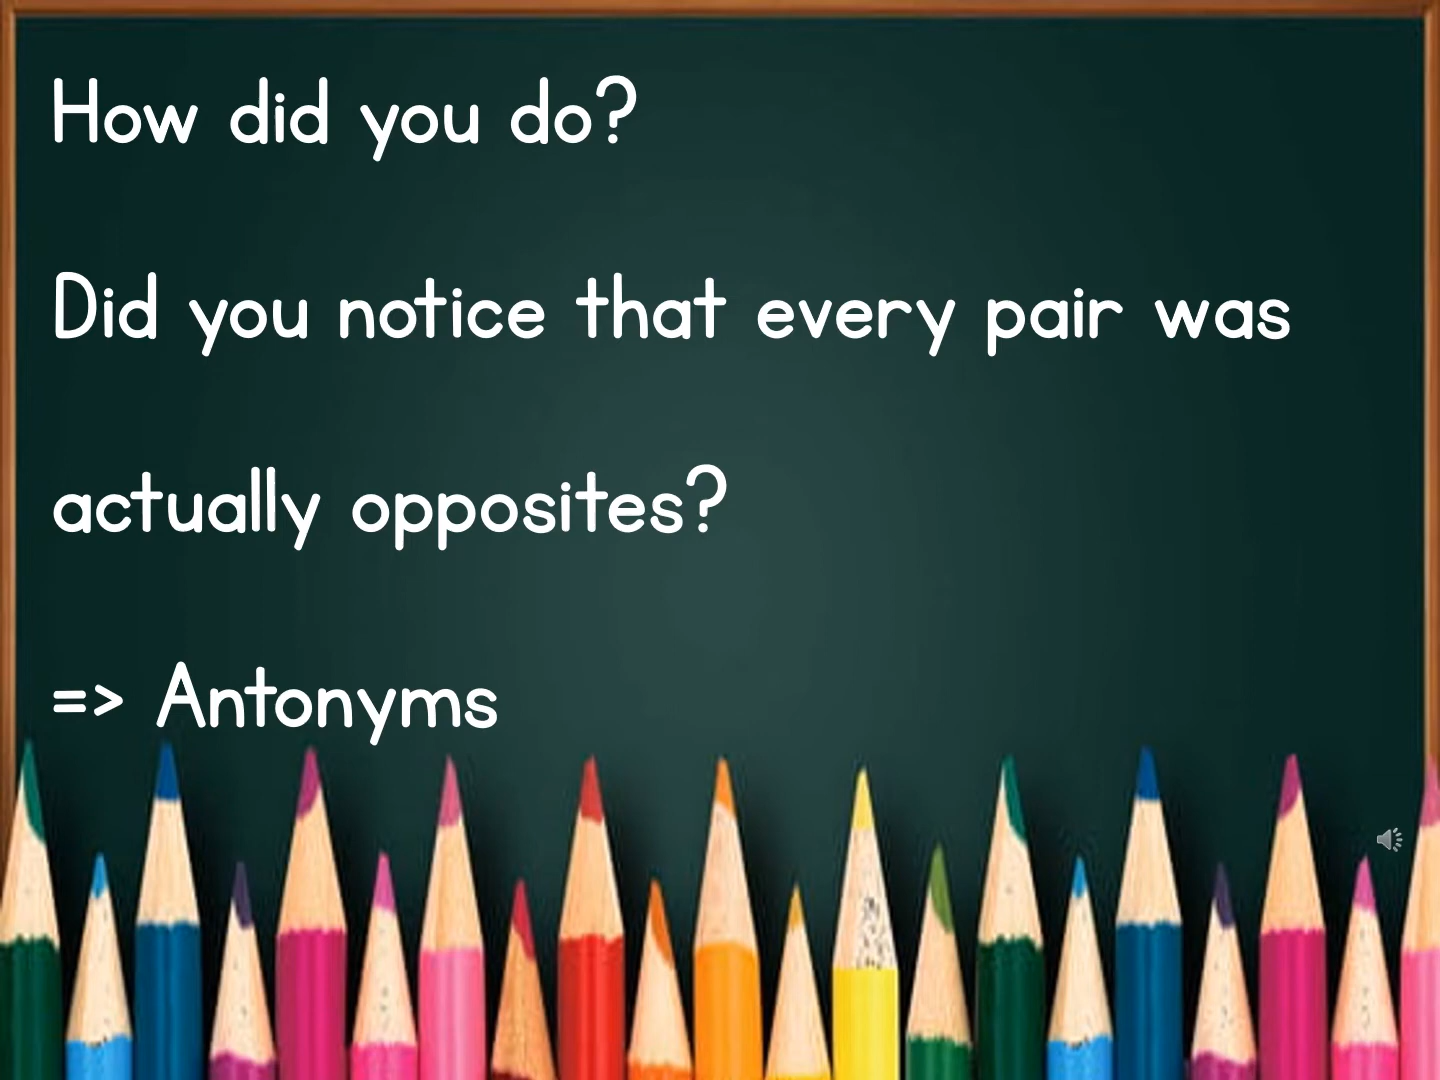 How did you do?
Did you notice that every pair was
actually opposites?
=> Antonyms